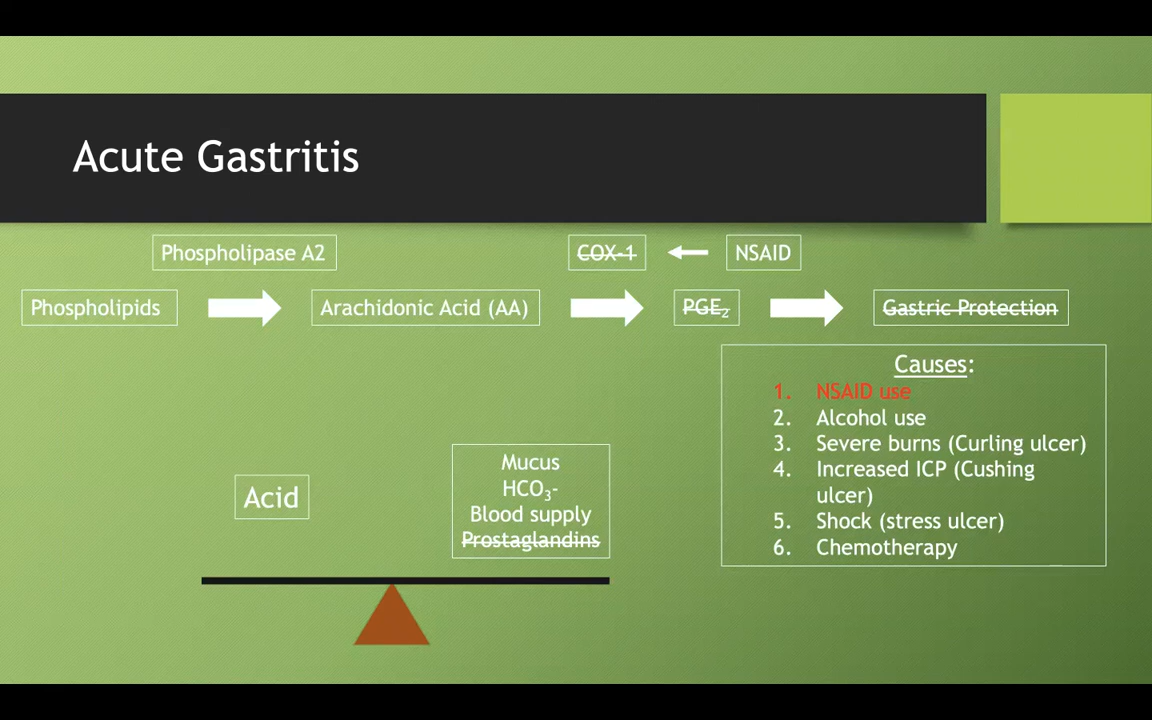 Acute Gastritis
Phospholipase A2
COX-1
NSAID
Phospholipids
Arachidonic Acid (AA)
PGE₂
Gastric Protection
Causes:
1. NSAID use
2. Alcohol use
3. Severe burns (Curling ulcer)
4. Increased ICP (Cushing
ulcer)
5. Shock (stress ulcer)
6. Chemotherapy
Acid
Mucus
HCO₃-
Blood supply
Prostaglandins